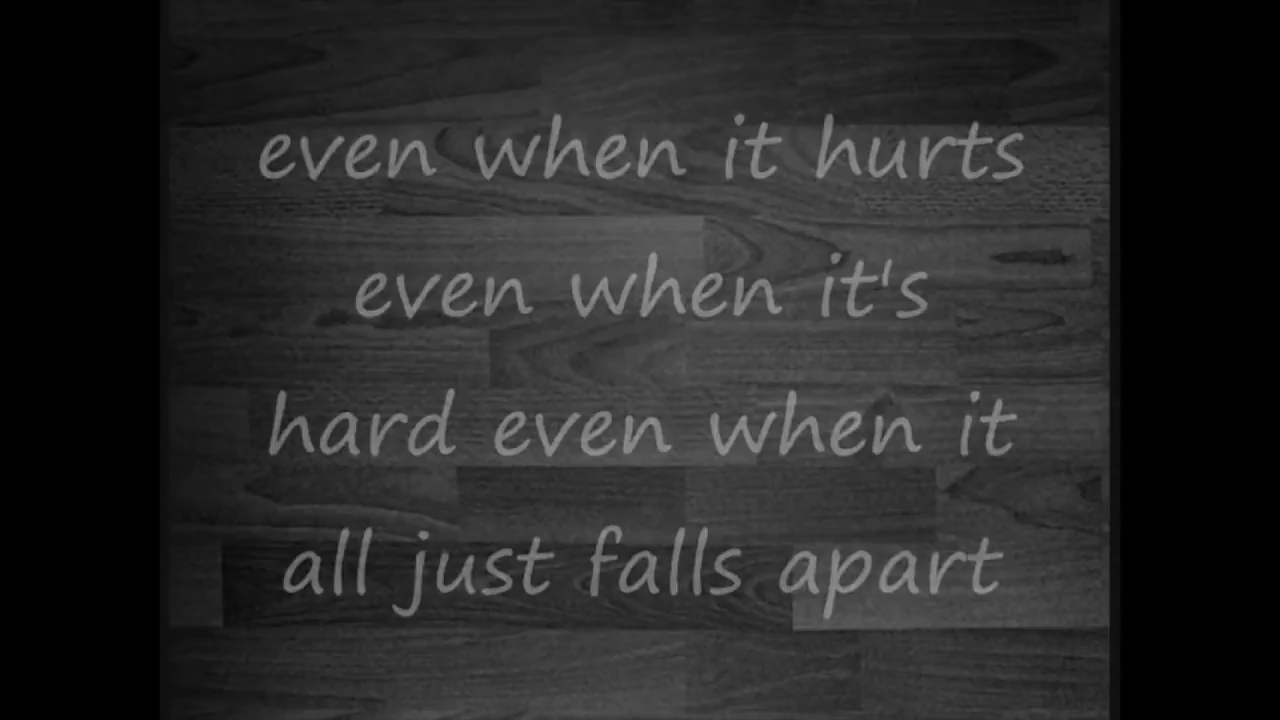 even when it hurts
even when it's
hard even when it
all just falls apart